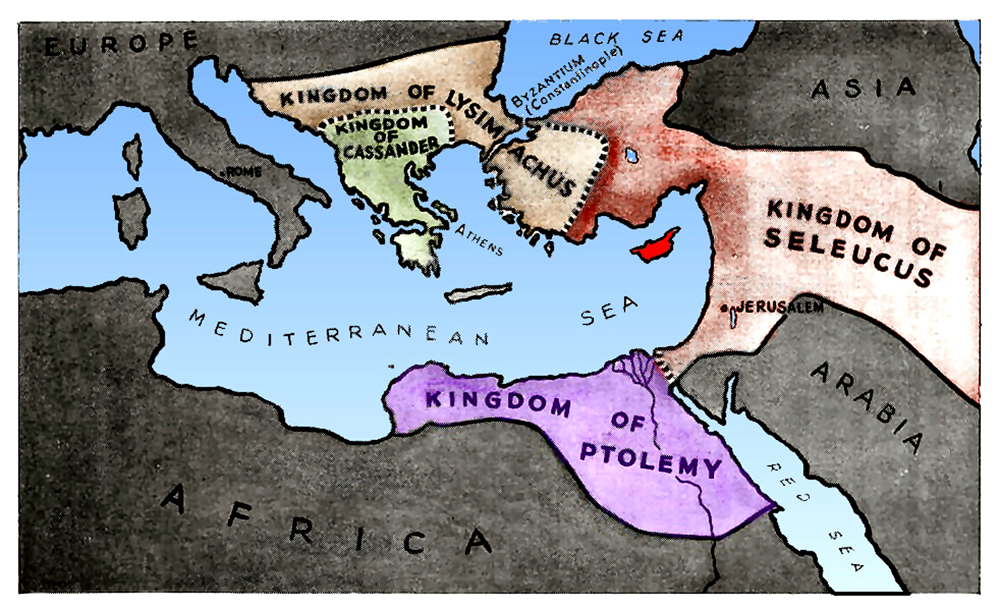 EUROPE
BLACK SEA
BYZANTIUM
(Constantinople)
ASIA
KINGDOM OF LYSIMACHUS
KINGDOM
OF
CASSANDER
ROME
ATHENS
KINGDOM OF
SELEUCUS
JERUSALEM
MEDITERRANEAN SEA
ARABIA
KINGDOM OF
PTOLEMY
RED SEA
AFRICA